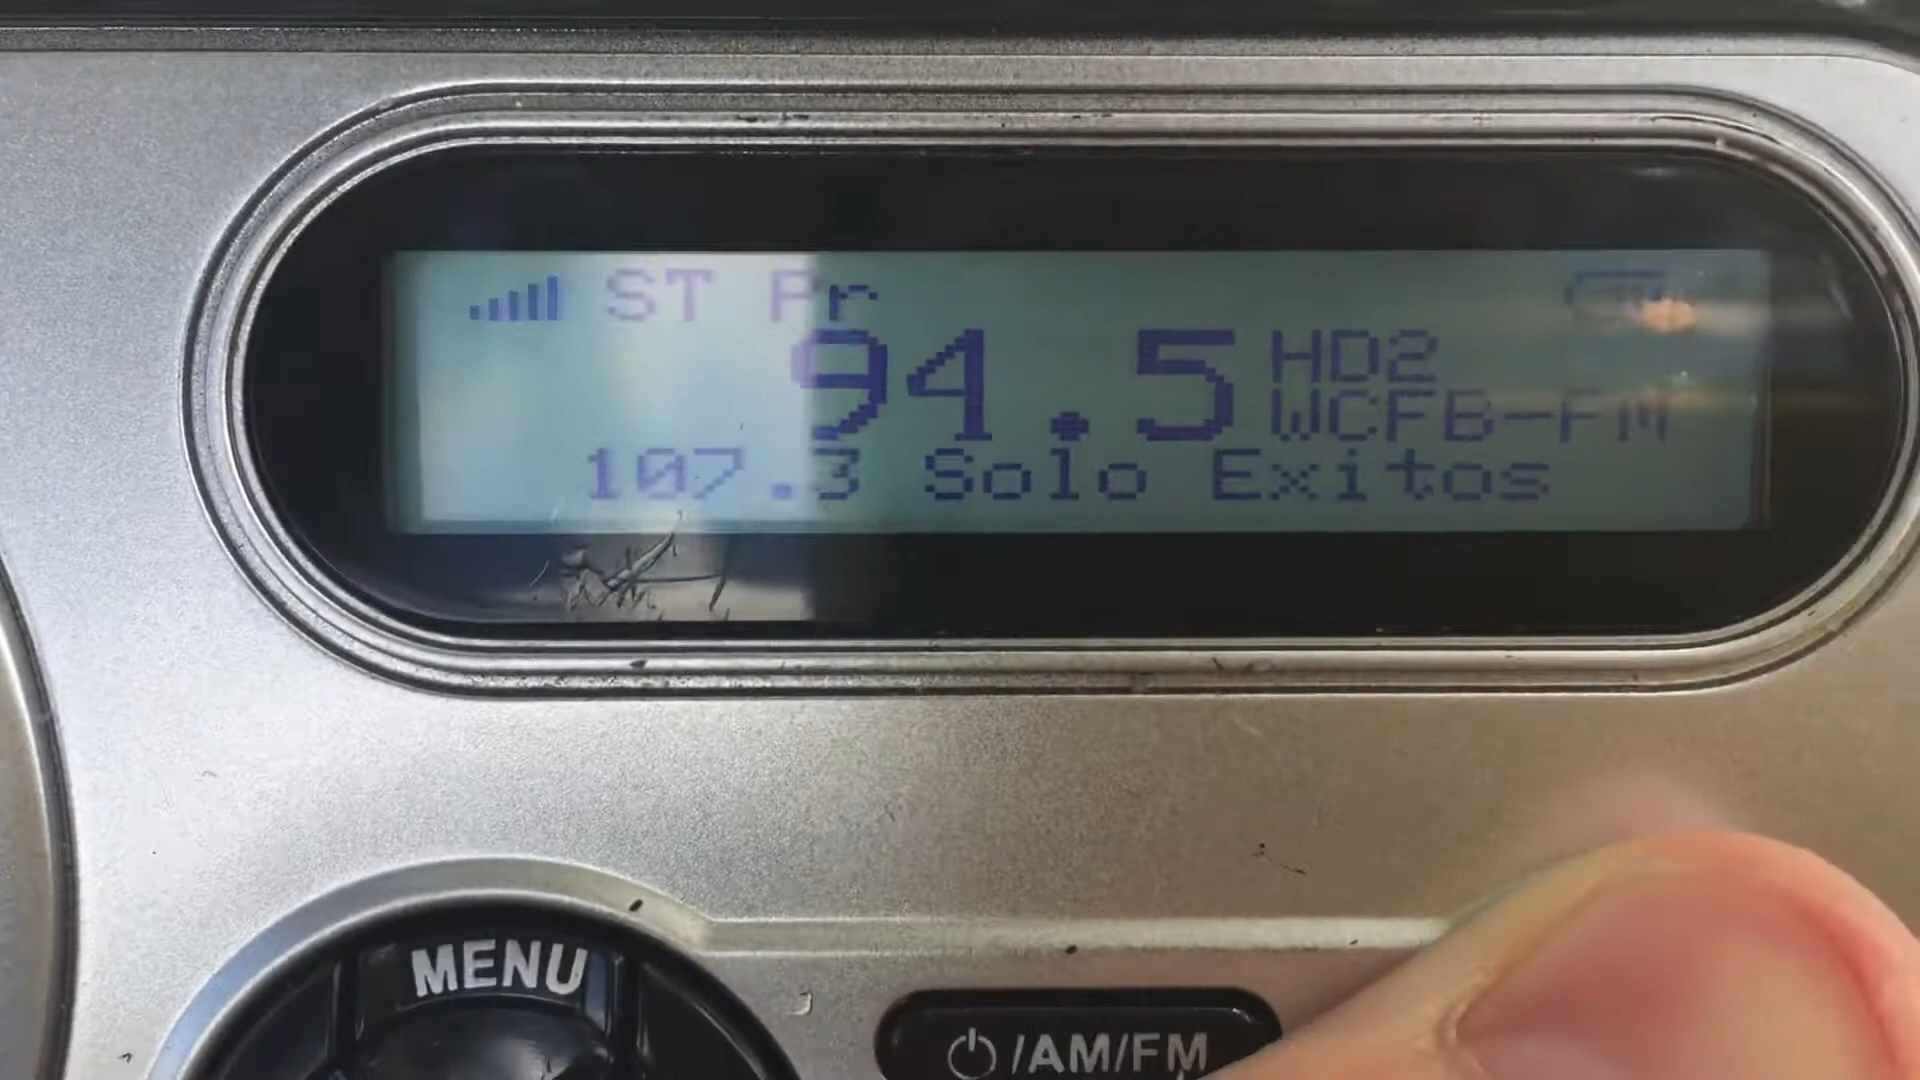 ST Pr
94.5 HD2
WCFB-FM
107.3 Solo Exitos
MENU
/AM/FM